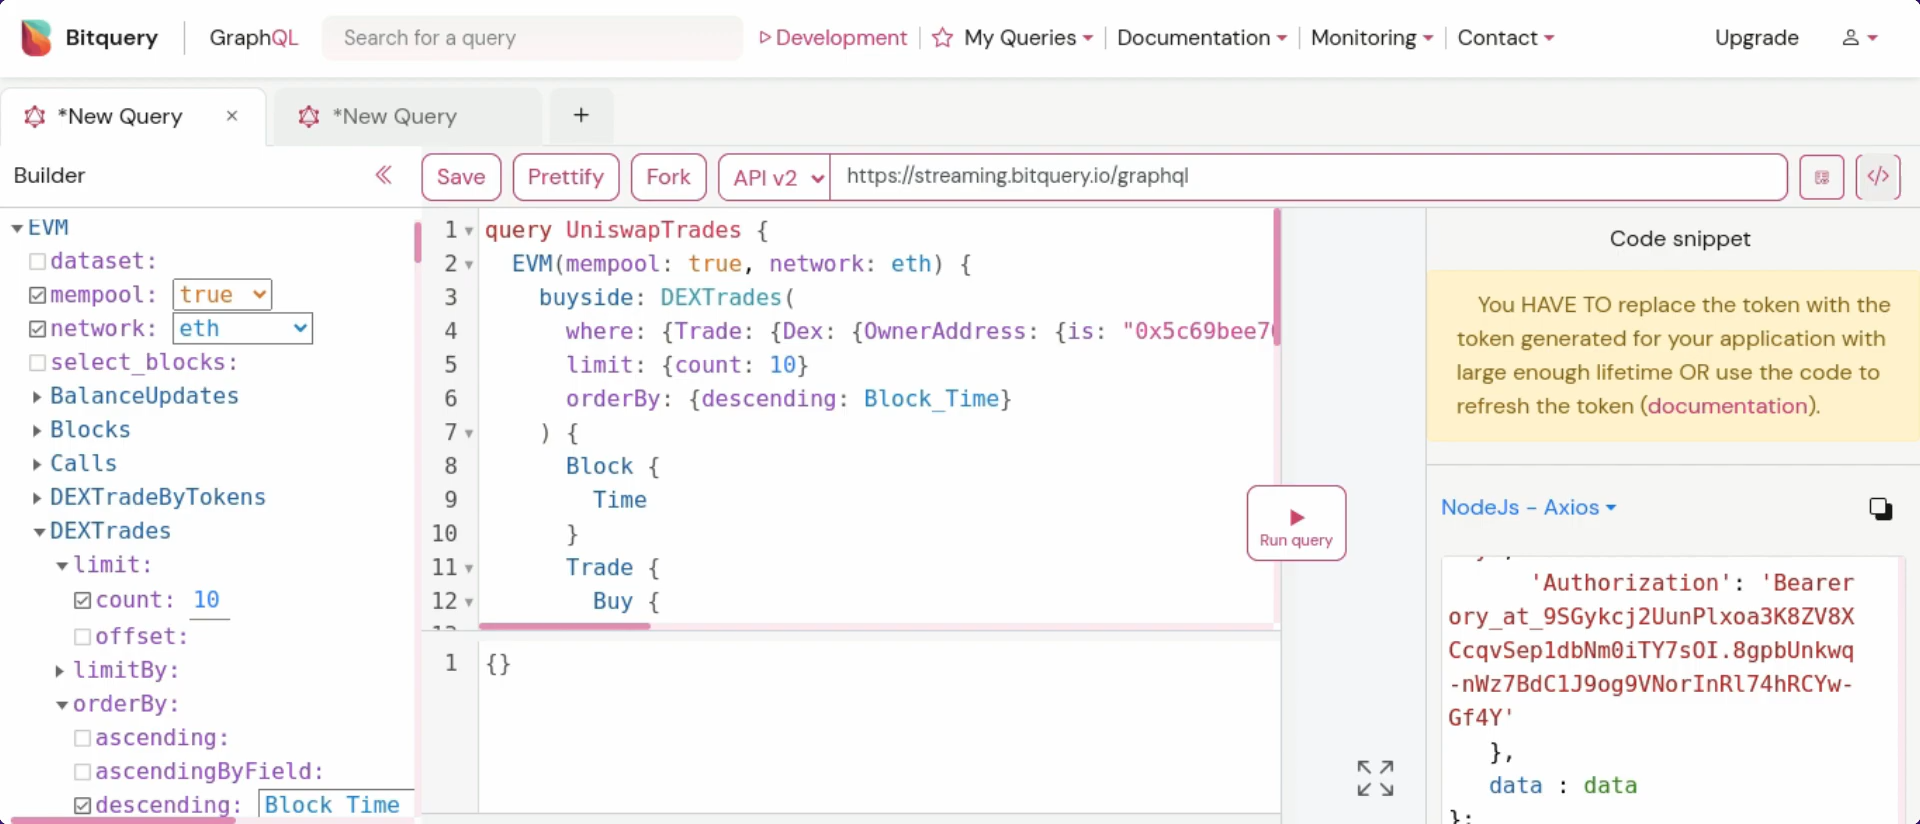 Bitquery GraphQL Search for a query Development My Queries Documentation Monitoring Contact Upgrade
*New Query × *New Query +
Builder Save Prettify Fork API v2 https://streaming.bitquery.io/graphql </>
EVM
dataset:
mempool: true
network: eth
select_blocks:
BalanceUpdates
Blocks
Calls
DEXTradeByTokens
DEXTrades
limit:
count: 10
offset:
limitBy:
orderBy:
ascending:
ascendingByField:
descending: Block Time
1 query UniswapTrades {
2 EVM(mempool: true, network: eth) {
3 buyside: DEXTrades(
4 where: {Trade: {Dex: {OwnerAddress: {is: "0x5c69bee7
5 limit: {count: 10}
6 orderBy: {descending: Block_Time}
7 ) {
8 Block {
9 Time
10 }
11 Trade {
12 Buy {
Run query
1 {}
Code snippet
You HAVE TO replace the token with the
token generated for your application with
large enough lifetime OR use the code to
refresh the token (documentation).
NodeJs - Axios
'Authorization': 'Bearer
ory_at_9SGykcj2UunPlxoa3K8ZV8X
CcqvSep1dbNm0iTY7sOI.8gpbUnkwq
-nWz7BdC1J9og9VNorInRl74hRCYw-
Gf4Y'
},
data : data
};